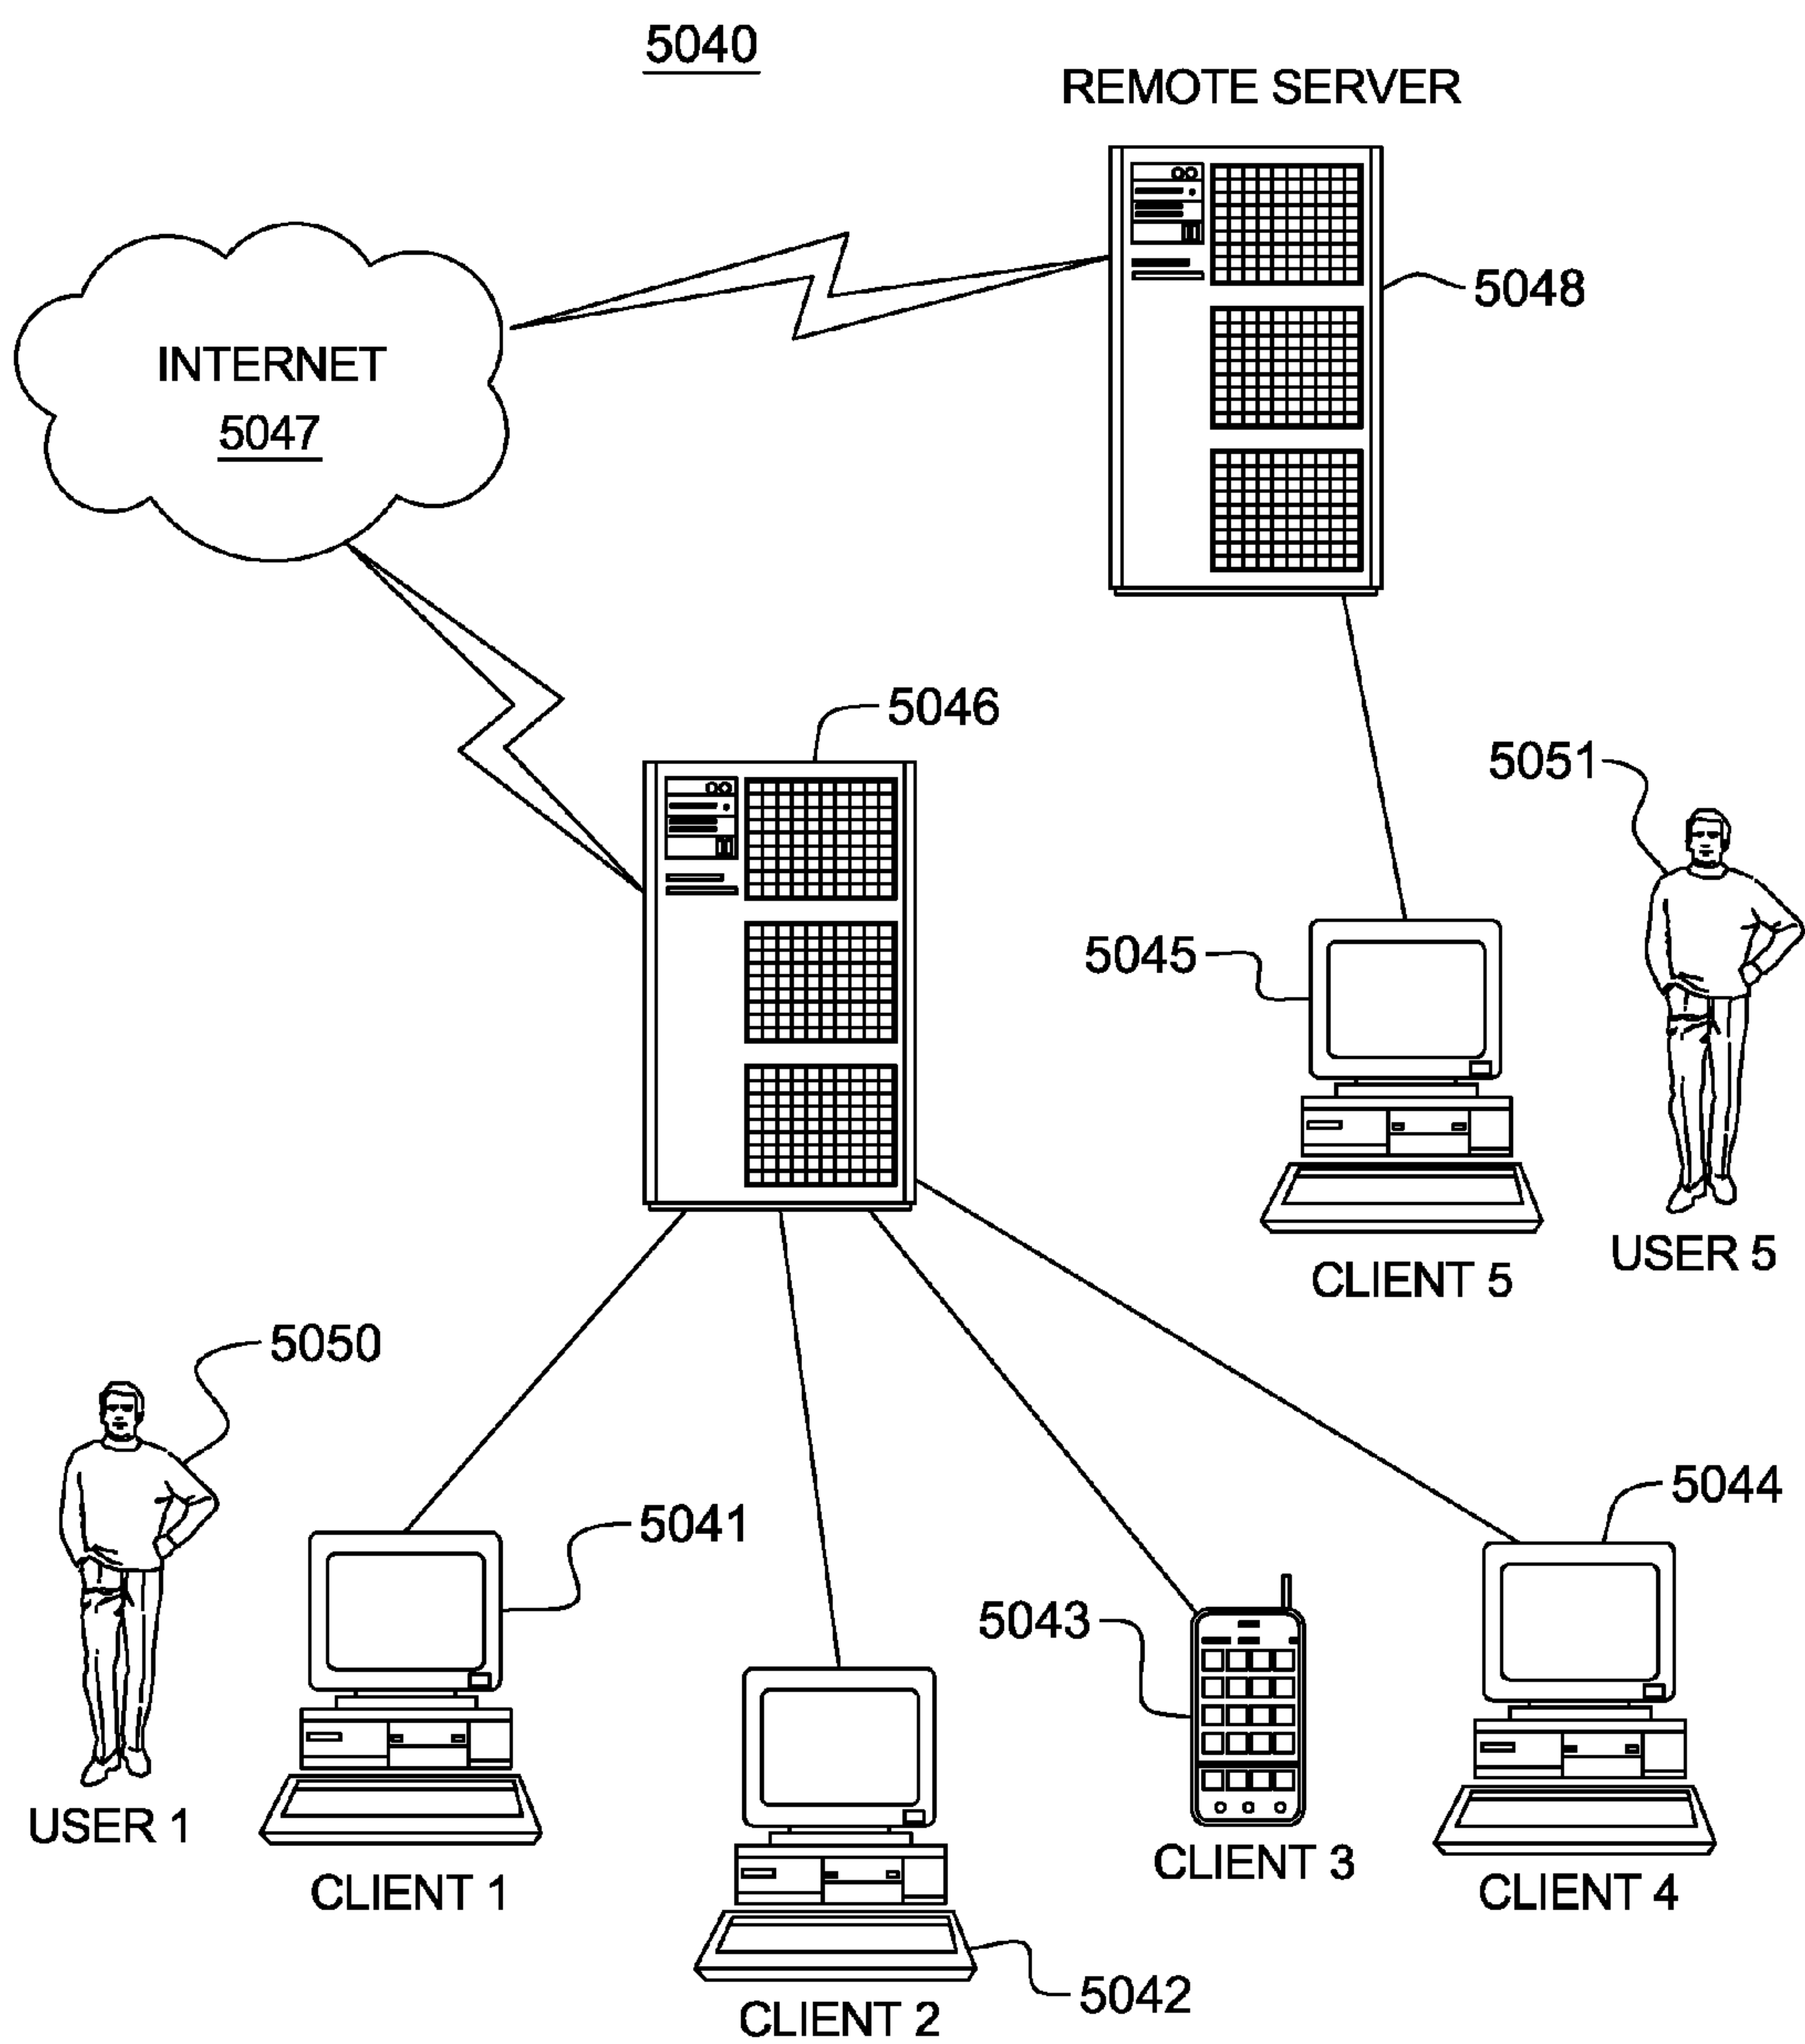 5040
REMOTE SERVER
5048
INTERNET
5047
5046
5051
5045
USER 5
CLIENT 5
5050
5041
5044
5043
USER 1
CLIENT 1
CLIENT 3
CLIENT 4
5042
CLIENT 2